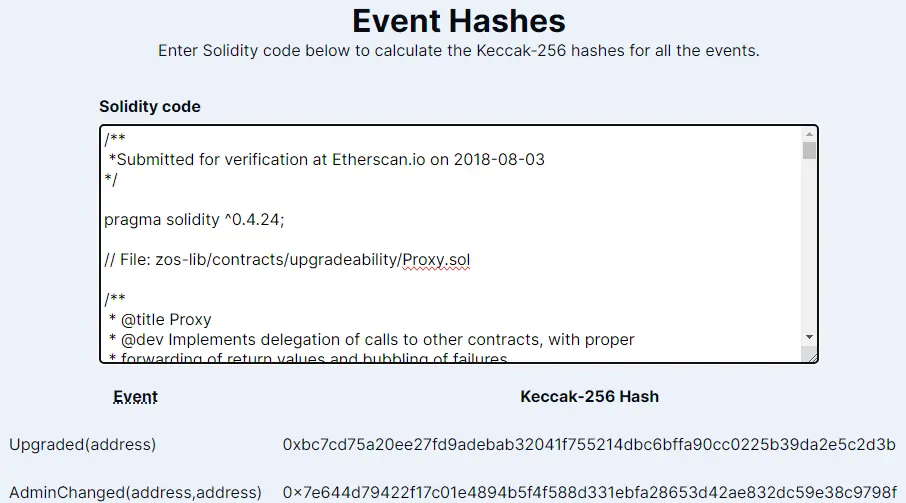 Event Hashes
Enter Solidity code below to calculate the Keccak-256 hashes for all the events.
Solidity code
/**
*Submitted for verification at Etherscan.io on 2018-08-03
*/
pragma solidity ^0.4.24;
// File: zos-lib/contracts/upgradeability/Proxy.sol
/**
* @title Proxy
* @dev Implements delegation of calls to other contracts, with proper
* forwarding of return values and bubbling of failures
Event Keccak-256 Hash
Upgraded(address) 0xbc7cd75a20ee27fd9adebab32041f755214dbc6bffa90cc0225b39da2e5c2d3b
AdminChanged(address,address) 0×7e644d79422f17c01e4894b5f4f588d331ebfa28653d42ae832dc59e38c9798f